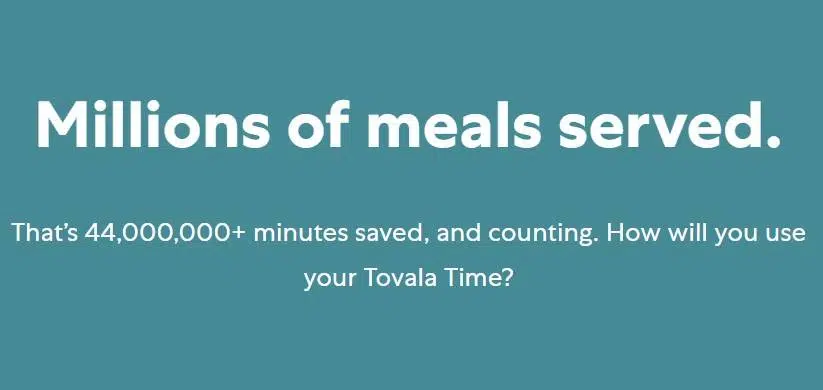 Millions of meals served.
That’s 44,000,000+ minutes saved, and counting. How will you use
your Tovala Time?